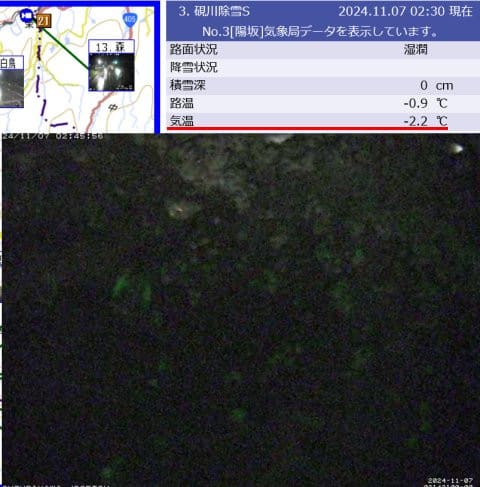 3. 硯川除雪S 2024.11.07 02:30 現在
No.3[陽坂]気象局データを表示しています。
路面状況 湿潤
降雪状況
積雪深 0 cm
路温 -0.9 ℃
気温 -2.2 ℃
405
21
13. 森
白鳥
24/11/07 02:45:56
2024-11-07